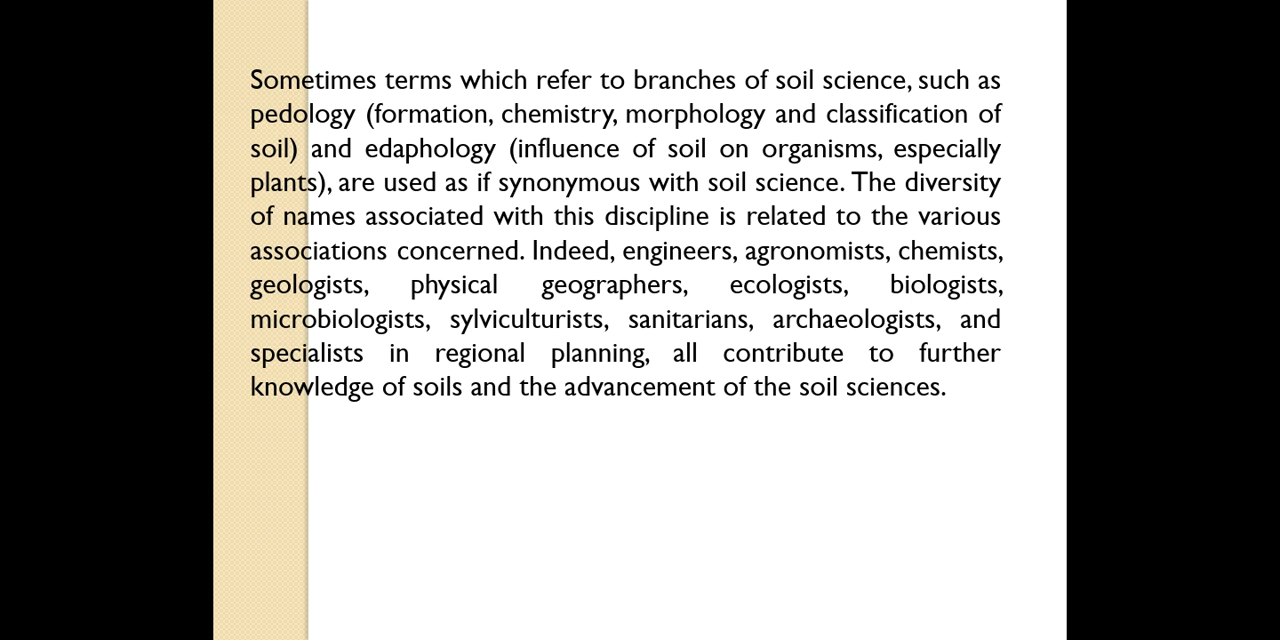 Sometimes terms which refer to branches of soil science, such as
pedology (formation, chemistry, morphology and classification of
soil) and edaphology (influence of soil on organisms, especially
plants), are used as if synonymous with soil science. The diversity
of names associated with this discipline is related to the various
associations concerned. Indeed, engineers, agronomists, chemists,
geologists, physical geographers, ecologists, biologists,
microbiologists, sylviculturists, sanitarians, archaeologists, and
specialists in regional planning, all contribute to further
knowledge of soils and the advancement of the soil sciences.